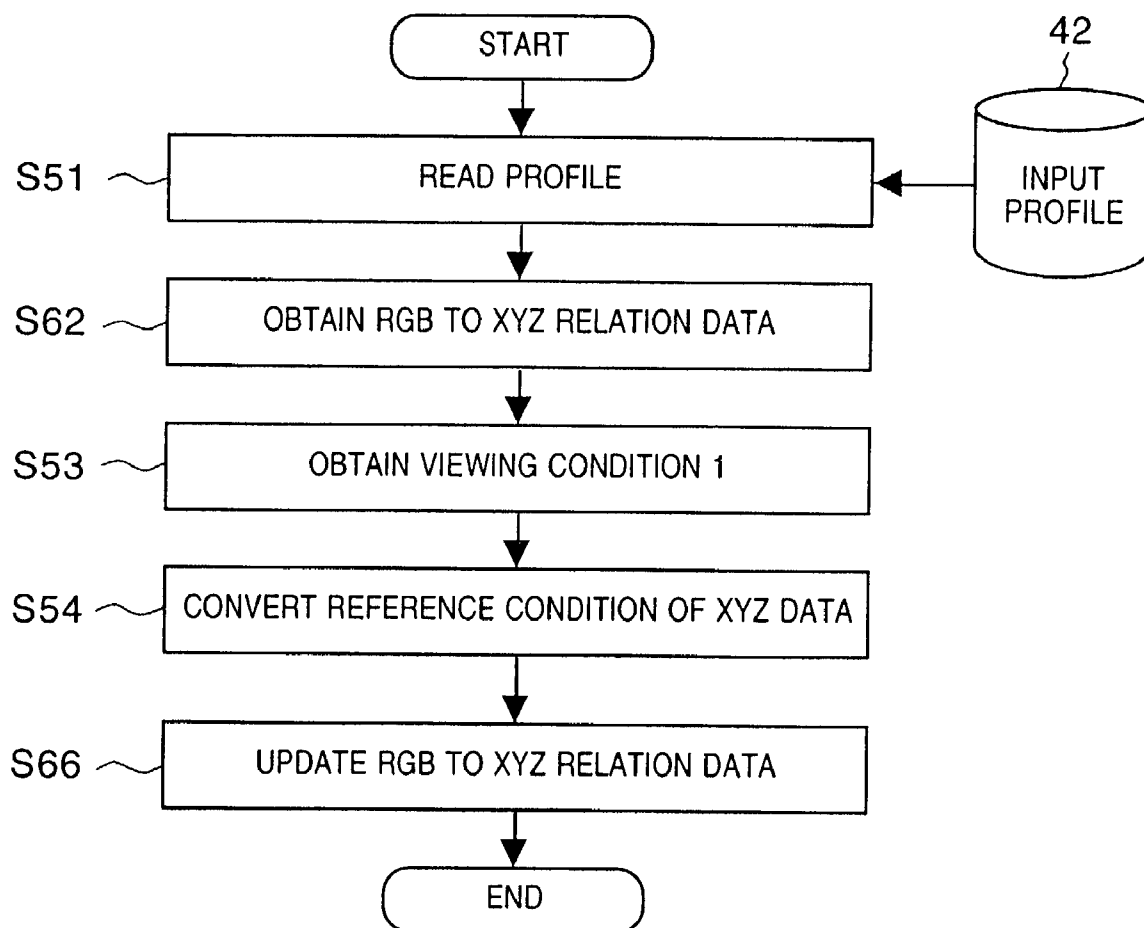 START
42
S51
READ PROFILE
INPUT
PROFILE
S62
OBTAIN RGB TO XYZ RELATION DATA
S53
OBTAIN VIEWING CONDITION 1
S54
CONVERT REFERENCE CONDITION OF XYZ DATA
S66
UPDATE RGB TO XYZ RELATION DATA
END